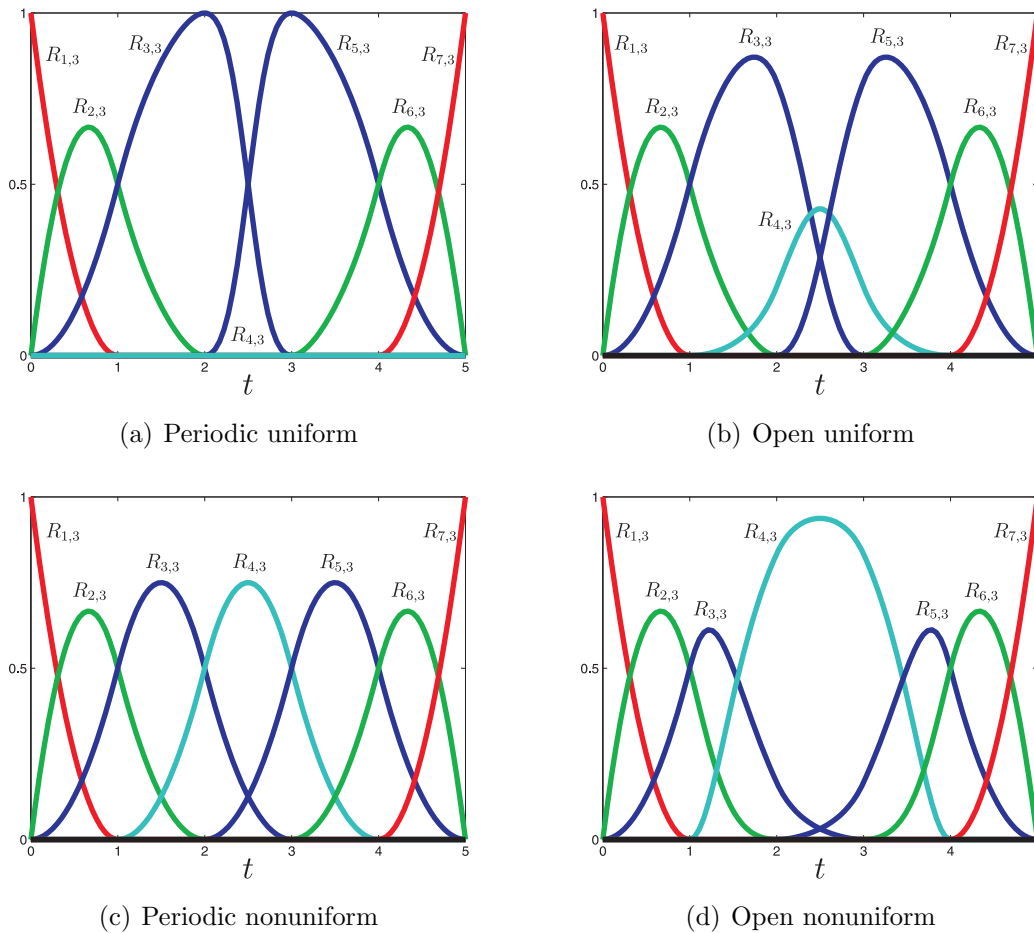 1
0.5
0
R1,3
R2,3
R3,3
R5,3
R6,3
R7,3
R4,3
0 1 2 3 4 5
t
(a) Periodic uniform
1
0.5
0
R1,3
R2,3
R3,3
R4,3
R5,3
R6,3
R7,3
0 1 2 3 4
t
(b) Open uniform
1
0.5
0
R1,3
R2,3
R3,3
R4,3
R5,3
R6,3
R7,3
0 1 2 3 4 5
t
(c) Periodic nonuniform
1
0.5
0
R1,3
R2,3
R3,3
R4,3
R5,3
R6,3
R7,3
0 1 2 3 4
t
(d) Open nonuniform